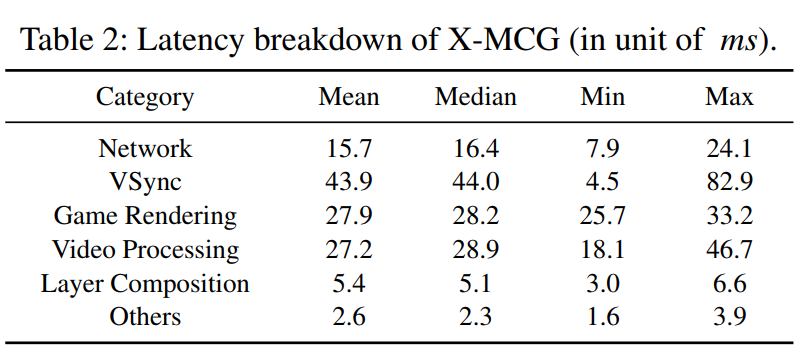 Table 2: Latency breakdown of X-MCG (in unit of ms).
Category Mean Median Min Max
Network 15.7 16.4 7.9 24.1
VSync 43.9 44.0 4.5 82.9
Game Rendering 27.9 28.2 25.7 33.2
Video Processing 27.2 28.9 18.1 46.7
Layer Composition 5.4 5.1 3.0 6.6
Others 2.6 2.3 1.6 3.9